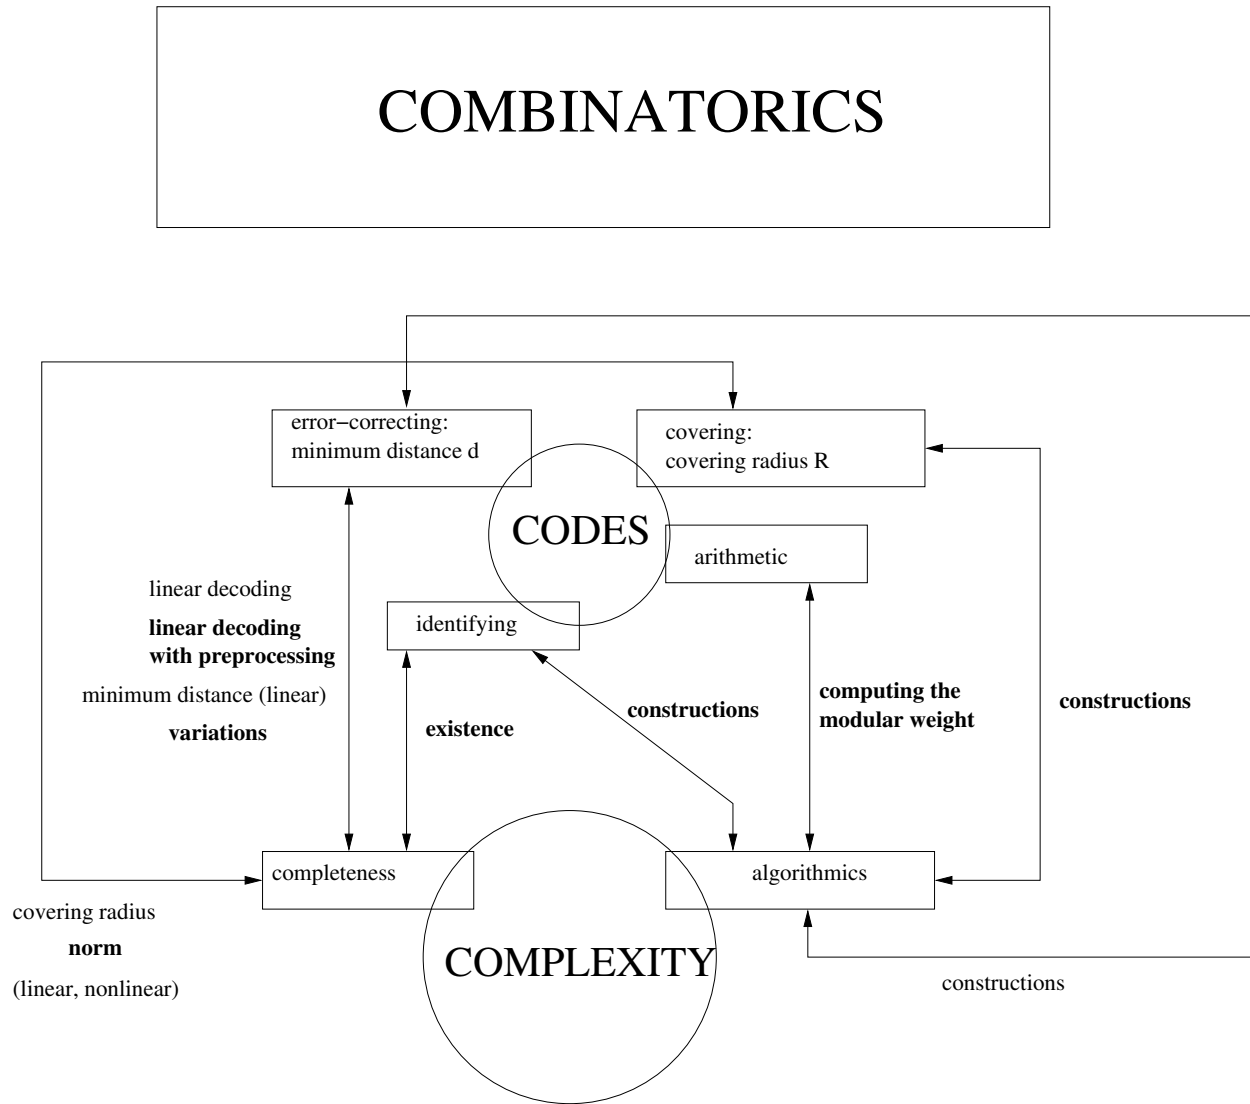 COMBINATORICS
error−correcting:
minimum distance d
covering:
covering radius R
CODES
arithmetic
linear decoding
identifying
linear decoding
with preprocessing
minimum distance (linear)
variations
existence
constructions
computing the
modular weight
constructions
completeness
algorithmics
covering radius
norm
(linear, nonlinear)
COMPLEXITY
constructions